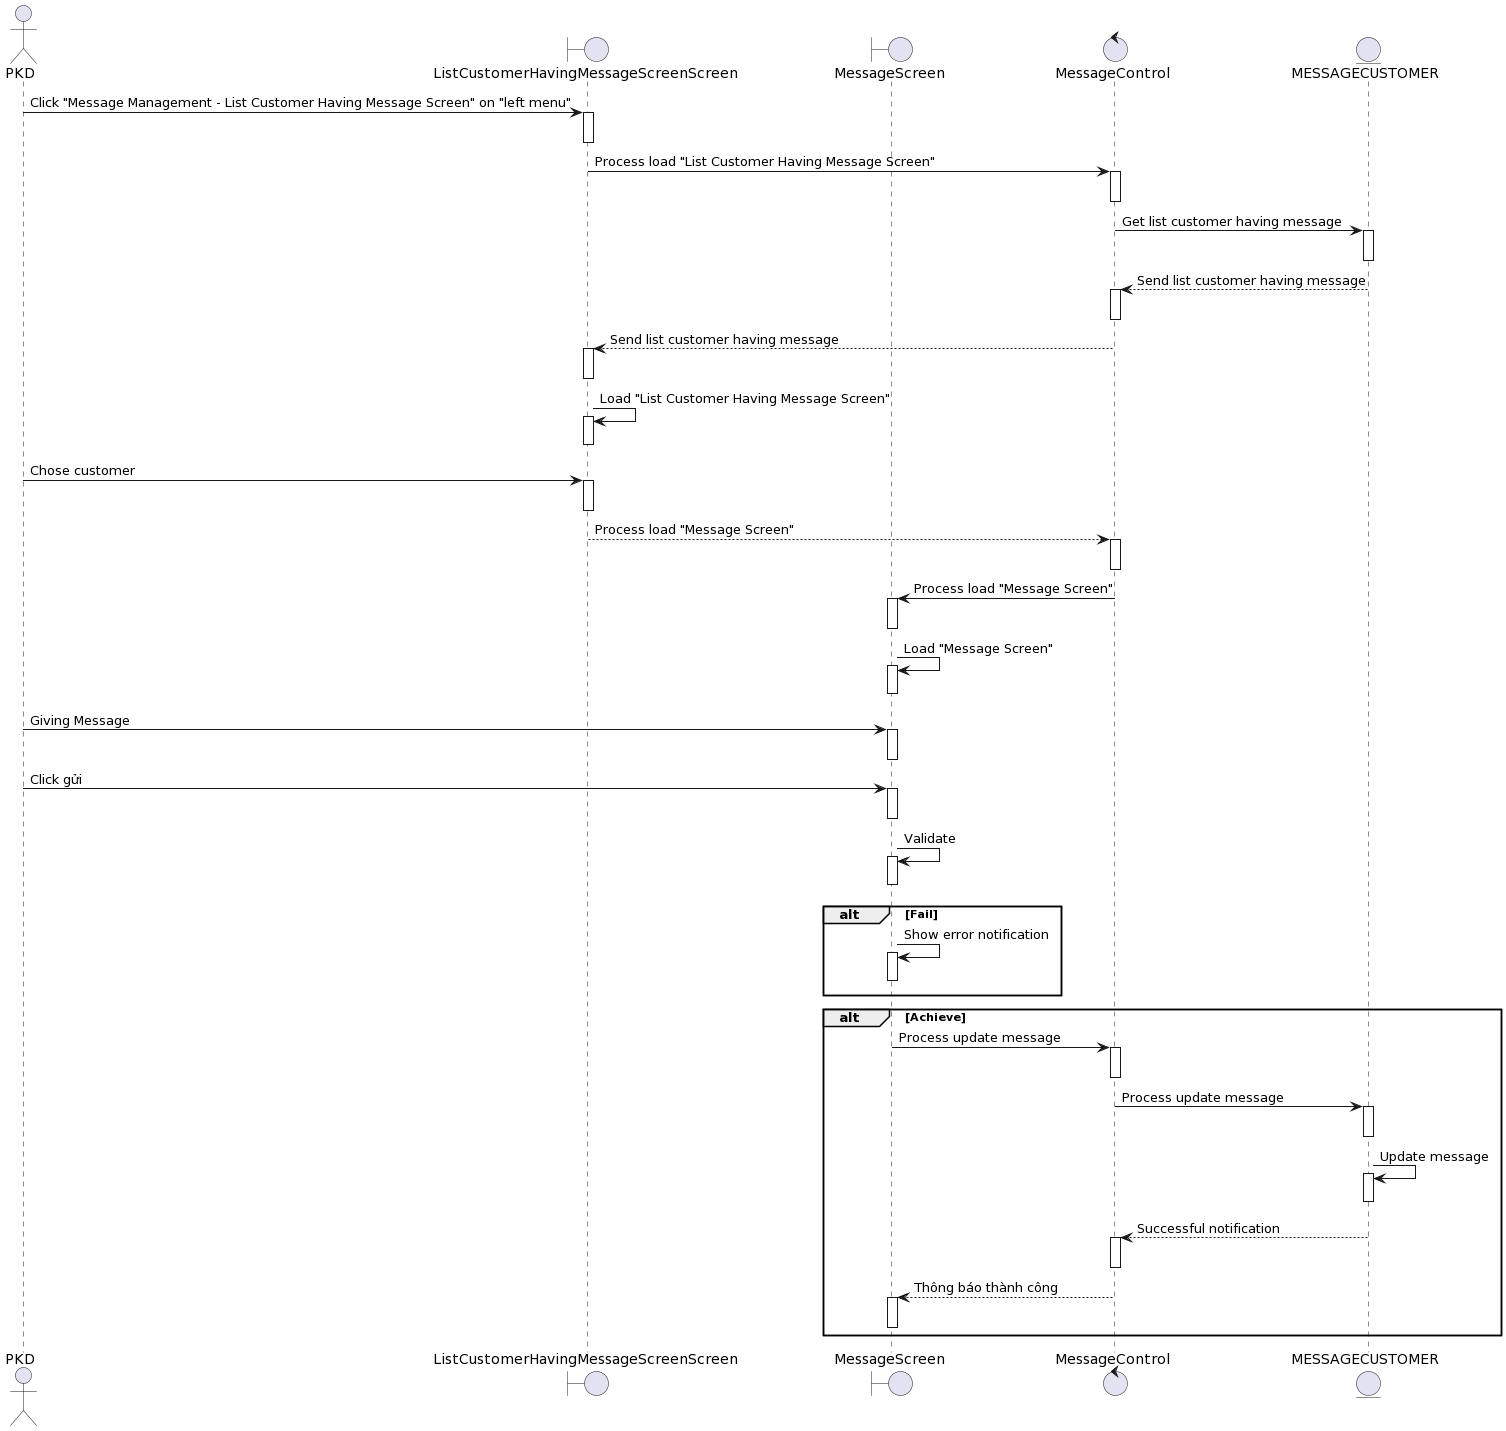 PKD
ListCustomerHavingMessageScreenScreen
MessageScreen
MessageControl
MESSAGECUSTOMER
Click "Message Management - List Customer Having Message Screen" on "left menu"
Process load "List Customer Having Message Screen"
Get list customer having message
Send list customer having message
Send list customer having message
Load "List Customer Having Message Screen"
Chose customer
Process load "Message Screen"
Process load "Message Screen"
Load "Message Screen"
Giving Message
Click gửi
Validate
alt
[Fail]
Show error notification
alt
[Achieve]
Process update message
Process update message
Update message
Successful notification
Thông báo thành công
PKD
ListCustomerHavingMessageScreenScreen
MessageScreen
MessageControl
MESSAGECUSTOMER